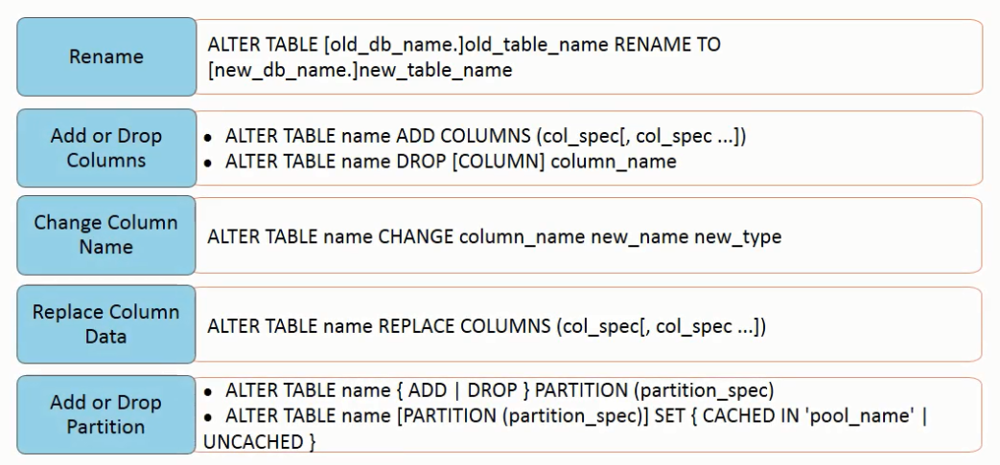 Rename
ALTER TABLE [old_db_name.]old_table_name RENAME TO
[new_db_name.]new_table_name
Add or Drop
Columns
• ALTER TABLE name ADD COLUMNS (col_spec[, col_spec ...])
• ALTER TABLE name DROP [COLUMN] column_name
Change Column
Name
ALTER TABLE name CHANGE column_name new_name new_type
Replace Column
Data
ALTER TABLE name REPLACE COLUMNS (col_spec[, col_spec ...])
Add or Drop
Partition
• ALTER TABLE name { ADD | DROP } PARTITION (partition_spec)
• ALTER TABLE name [PARTITION (partition_spec)] SET { CACHED IN 'pool_name' |
UNCACHED }